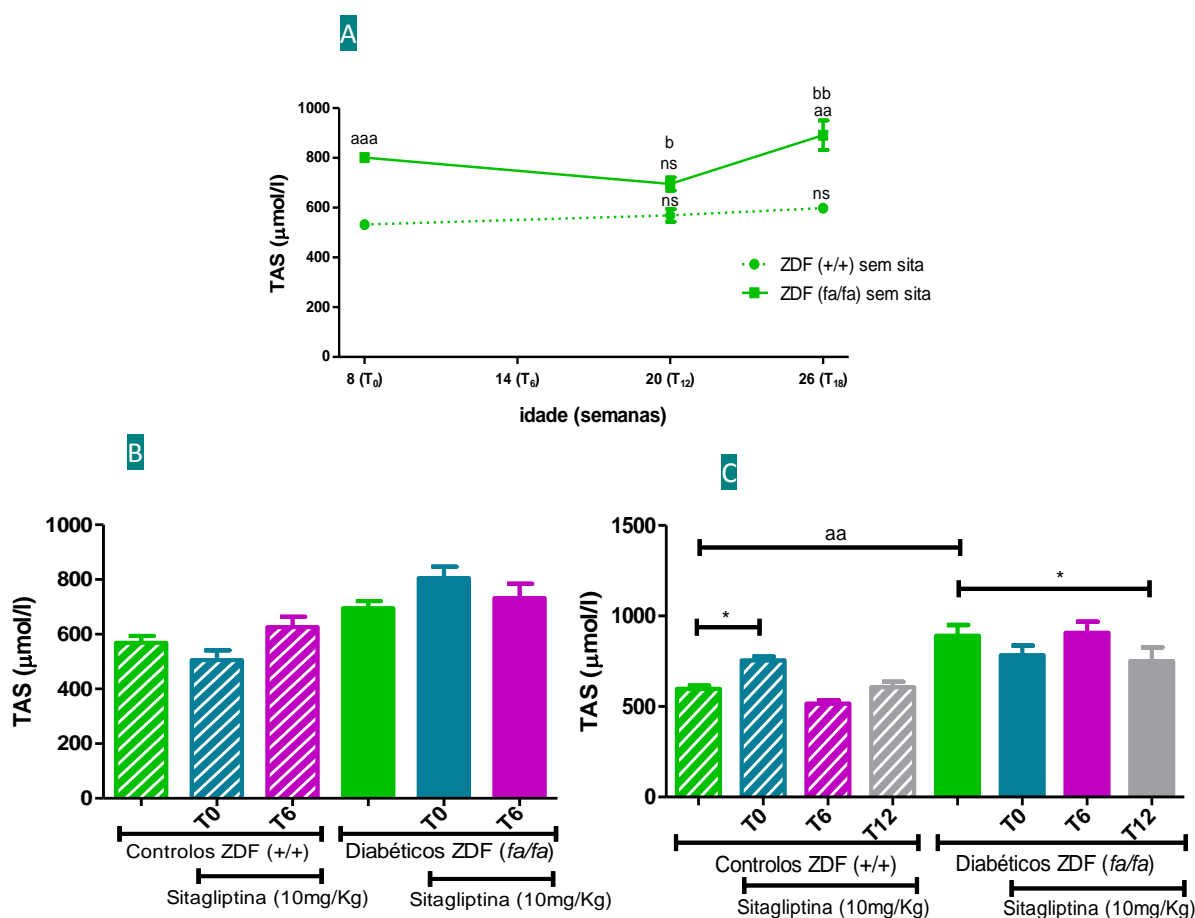 A
TAS (µmol/l)
1000
800
600
400
200
0
aaa
b
ns
ns
bb
aa
ns
ZDF (+/+) sem sita
ZDF (fa/fa) sem sita
8 (T0)
14 (T6)
20 (T12)
26 (T18)
idade (semanas)
B
TAS (µmol/l)
1000
800
600
400
200
0
T0
T6
T0
T6
Controlos ZDF (+/+)
Diabéticos ZDF (fa/fa)
Sitagliptina (10mg/Kg)
Sitagliptina (10mg/Kg)
C
TAS (µmol/l)
1500
1000
500
0
aa
*
*
T0
T6
T12
T0
T6
T12
Controlos ZDF (+/+)
Diabéticos ZDF (fa/fa)
Sitagliptina (10mg/Kg)
Sitagliptina (10mg/Kg)